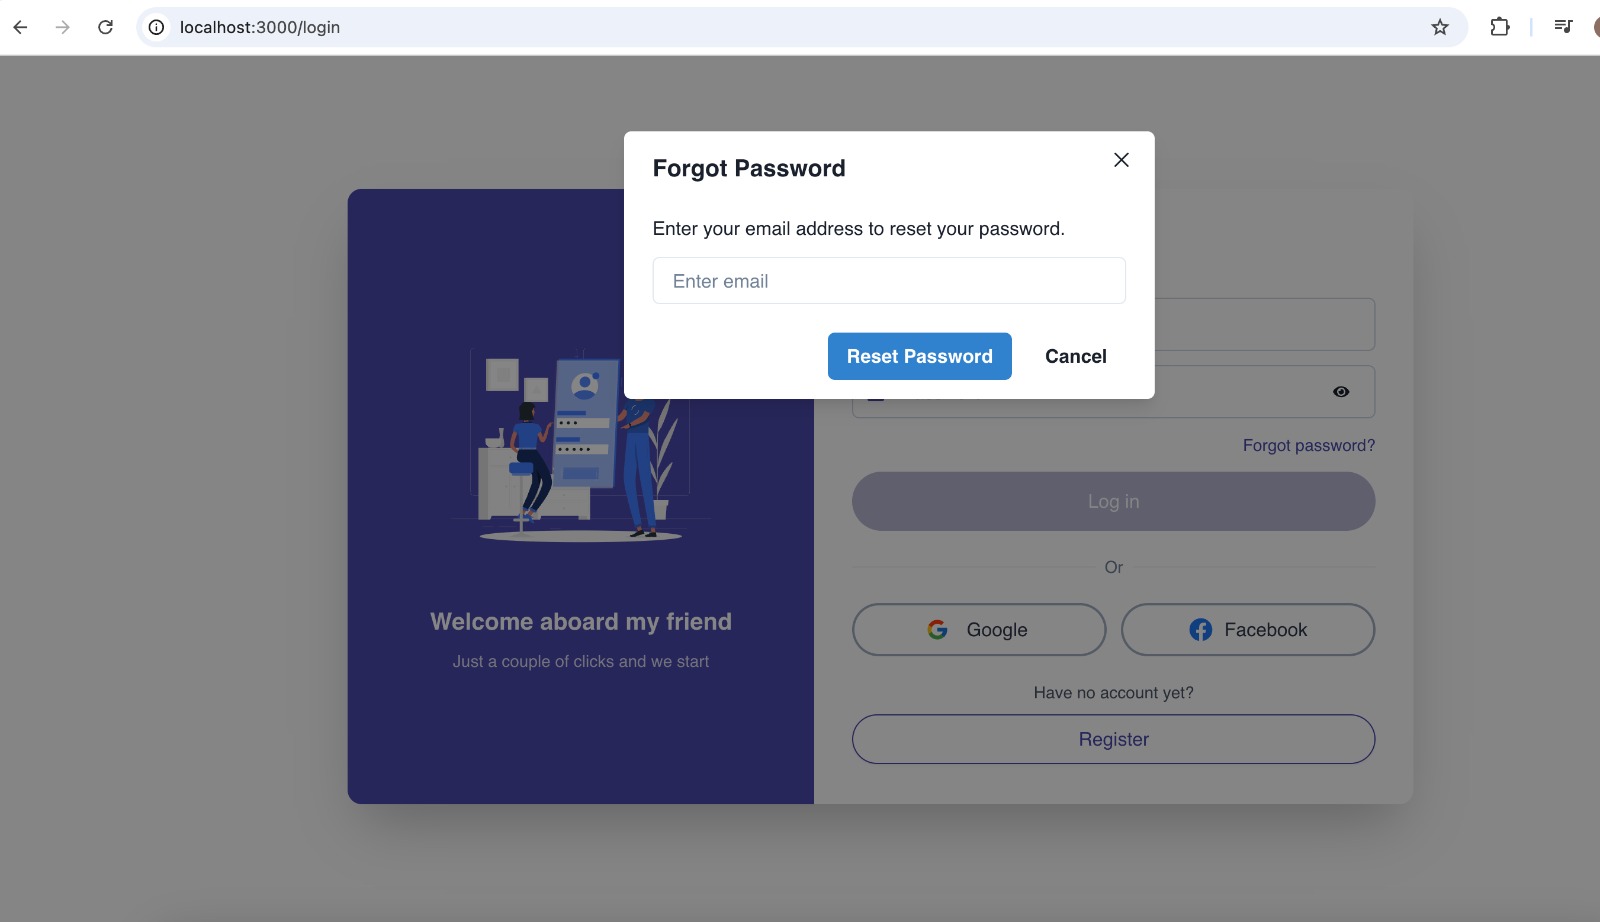 localhost:3000/login
Forgot Password
Enter your email address to reset your password.
Enter email
Reset Password
Cancel
Forgot password?
Log in
Or
Google
Facebook
Have no account yet?
Register
Welcome aboard my friend
Just a couple of clicks and we start